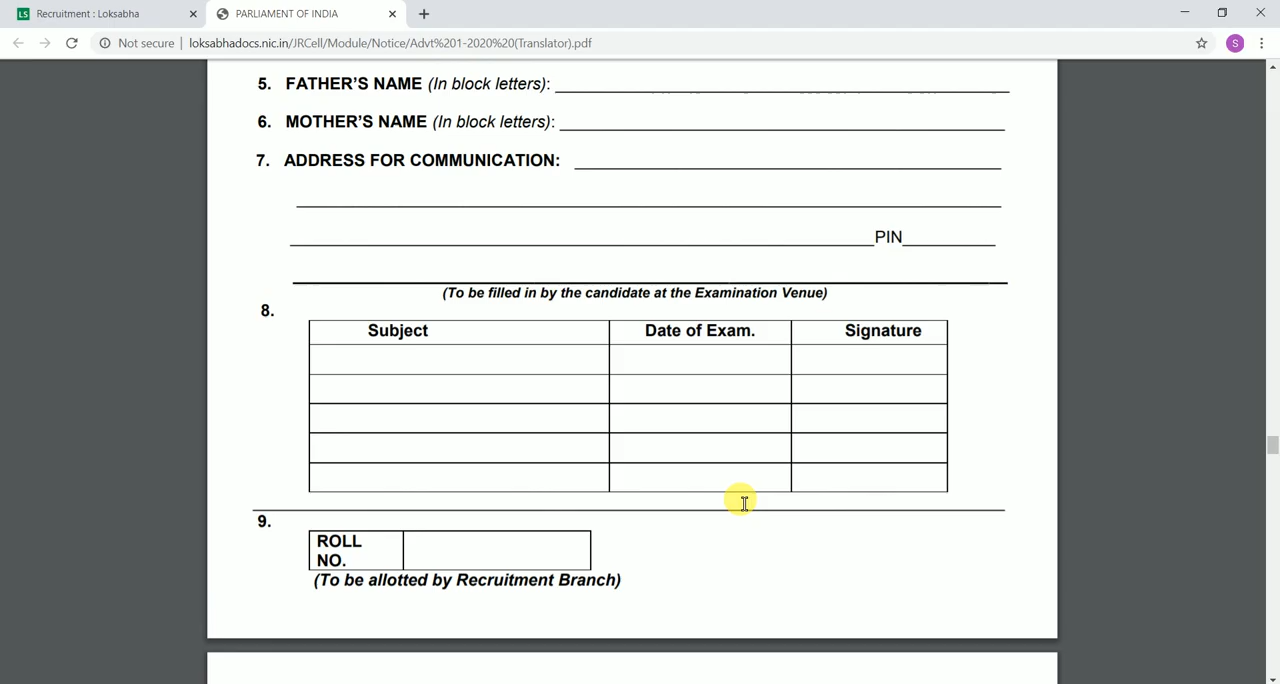 LS Recruitment : Loksabha
PARLIAMENT OF INDIA
Not secure | loksabhadocs.nic.in/JRCell/Module/Notice/Advt%201-2020%20(Translator).pdf
S
5. FATHER'S NAME (In block letters):
6. MOTHER'S NAME (In block letters):
7. ADDRESS FOR COMMUNICATION:
PIN
(To be filled in by the candidate at the Examination Venue)
8.
Subject Date of Exam. Signature
9.
ROLL
NO.
(To be allotted by Recruitment Branch)